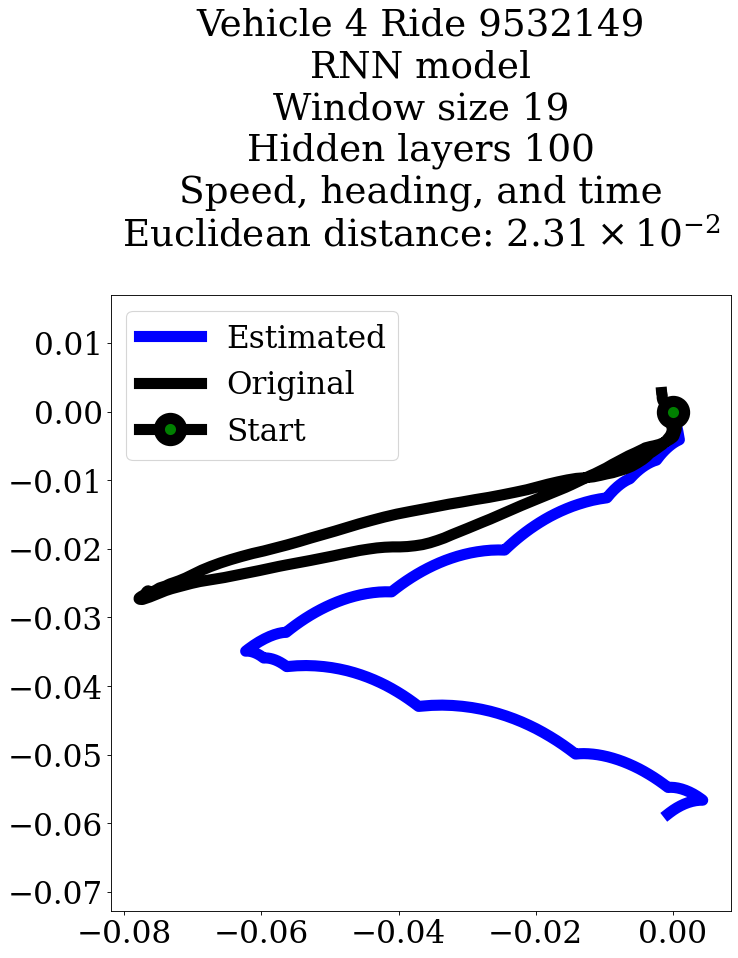 Vehicle 4 Ride 9532149
RNN model
Window size 19
Hidden layers 100
Speed, heading, and time
Euclidean distance: 2.31 × 10⁻²
Estimated
Original
Start
0.01
0.00
−0.01
−0.02
−0.03
−0.04
−0.05
−0.06
−0.07
−0.08 −0.06 −0.04 −0.02 0.00